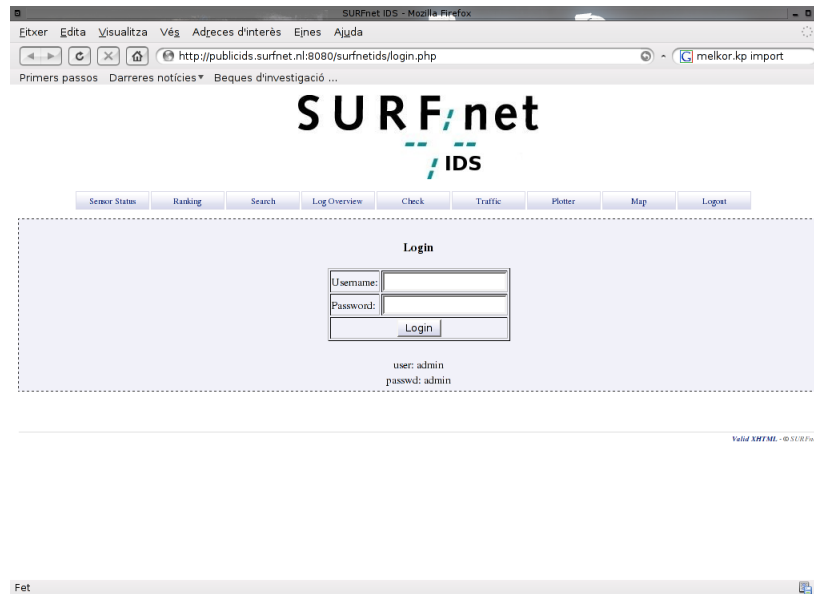 SURFnet IDS - Mozilla Firefox
Eitxer Edita Visualitza Vés Adreces d'interès Eines Ajuda
http://publicids.surfnet.nl:8080/surfnetids/login.php
G melkor.kp import
Primers passos Darreres notícies Beques d'investigació ...
SURFnet
IDS
Sensor Status Ranking Search Log Overview Check Traffic Plotter Map Logout
Login
Username:
Password:
Login
user: admin
passwd: admin
Valid XHTML - ©
Fet